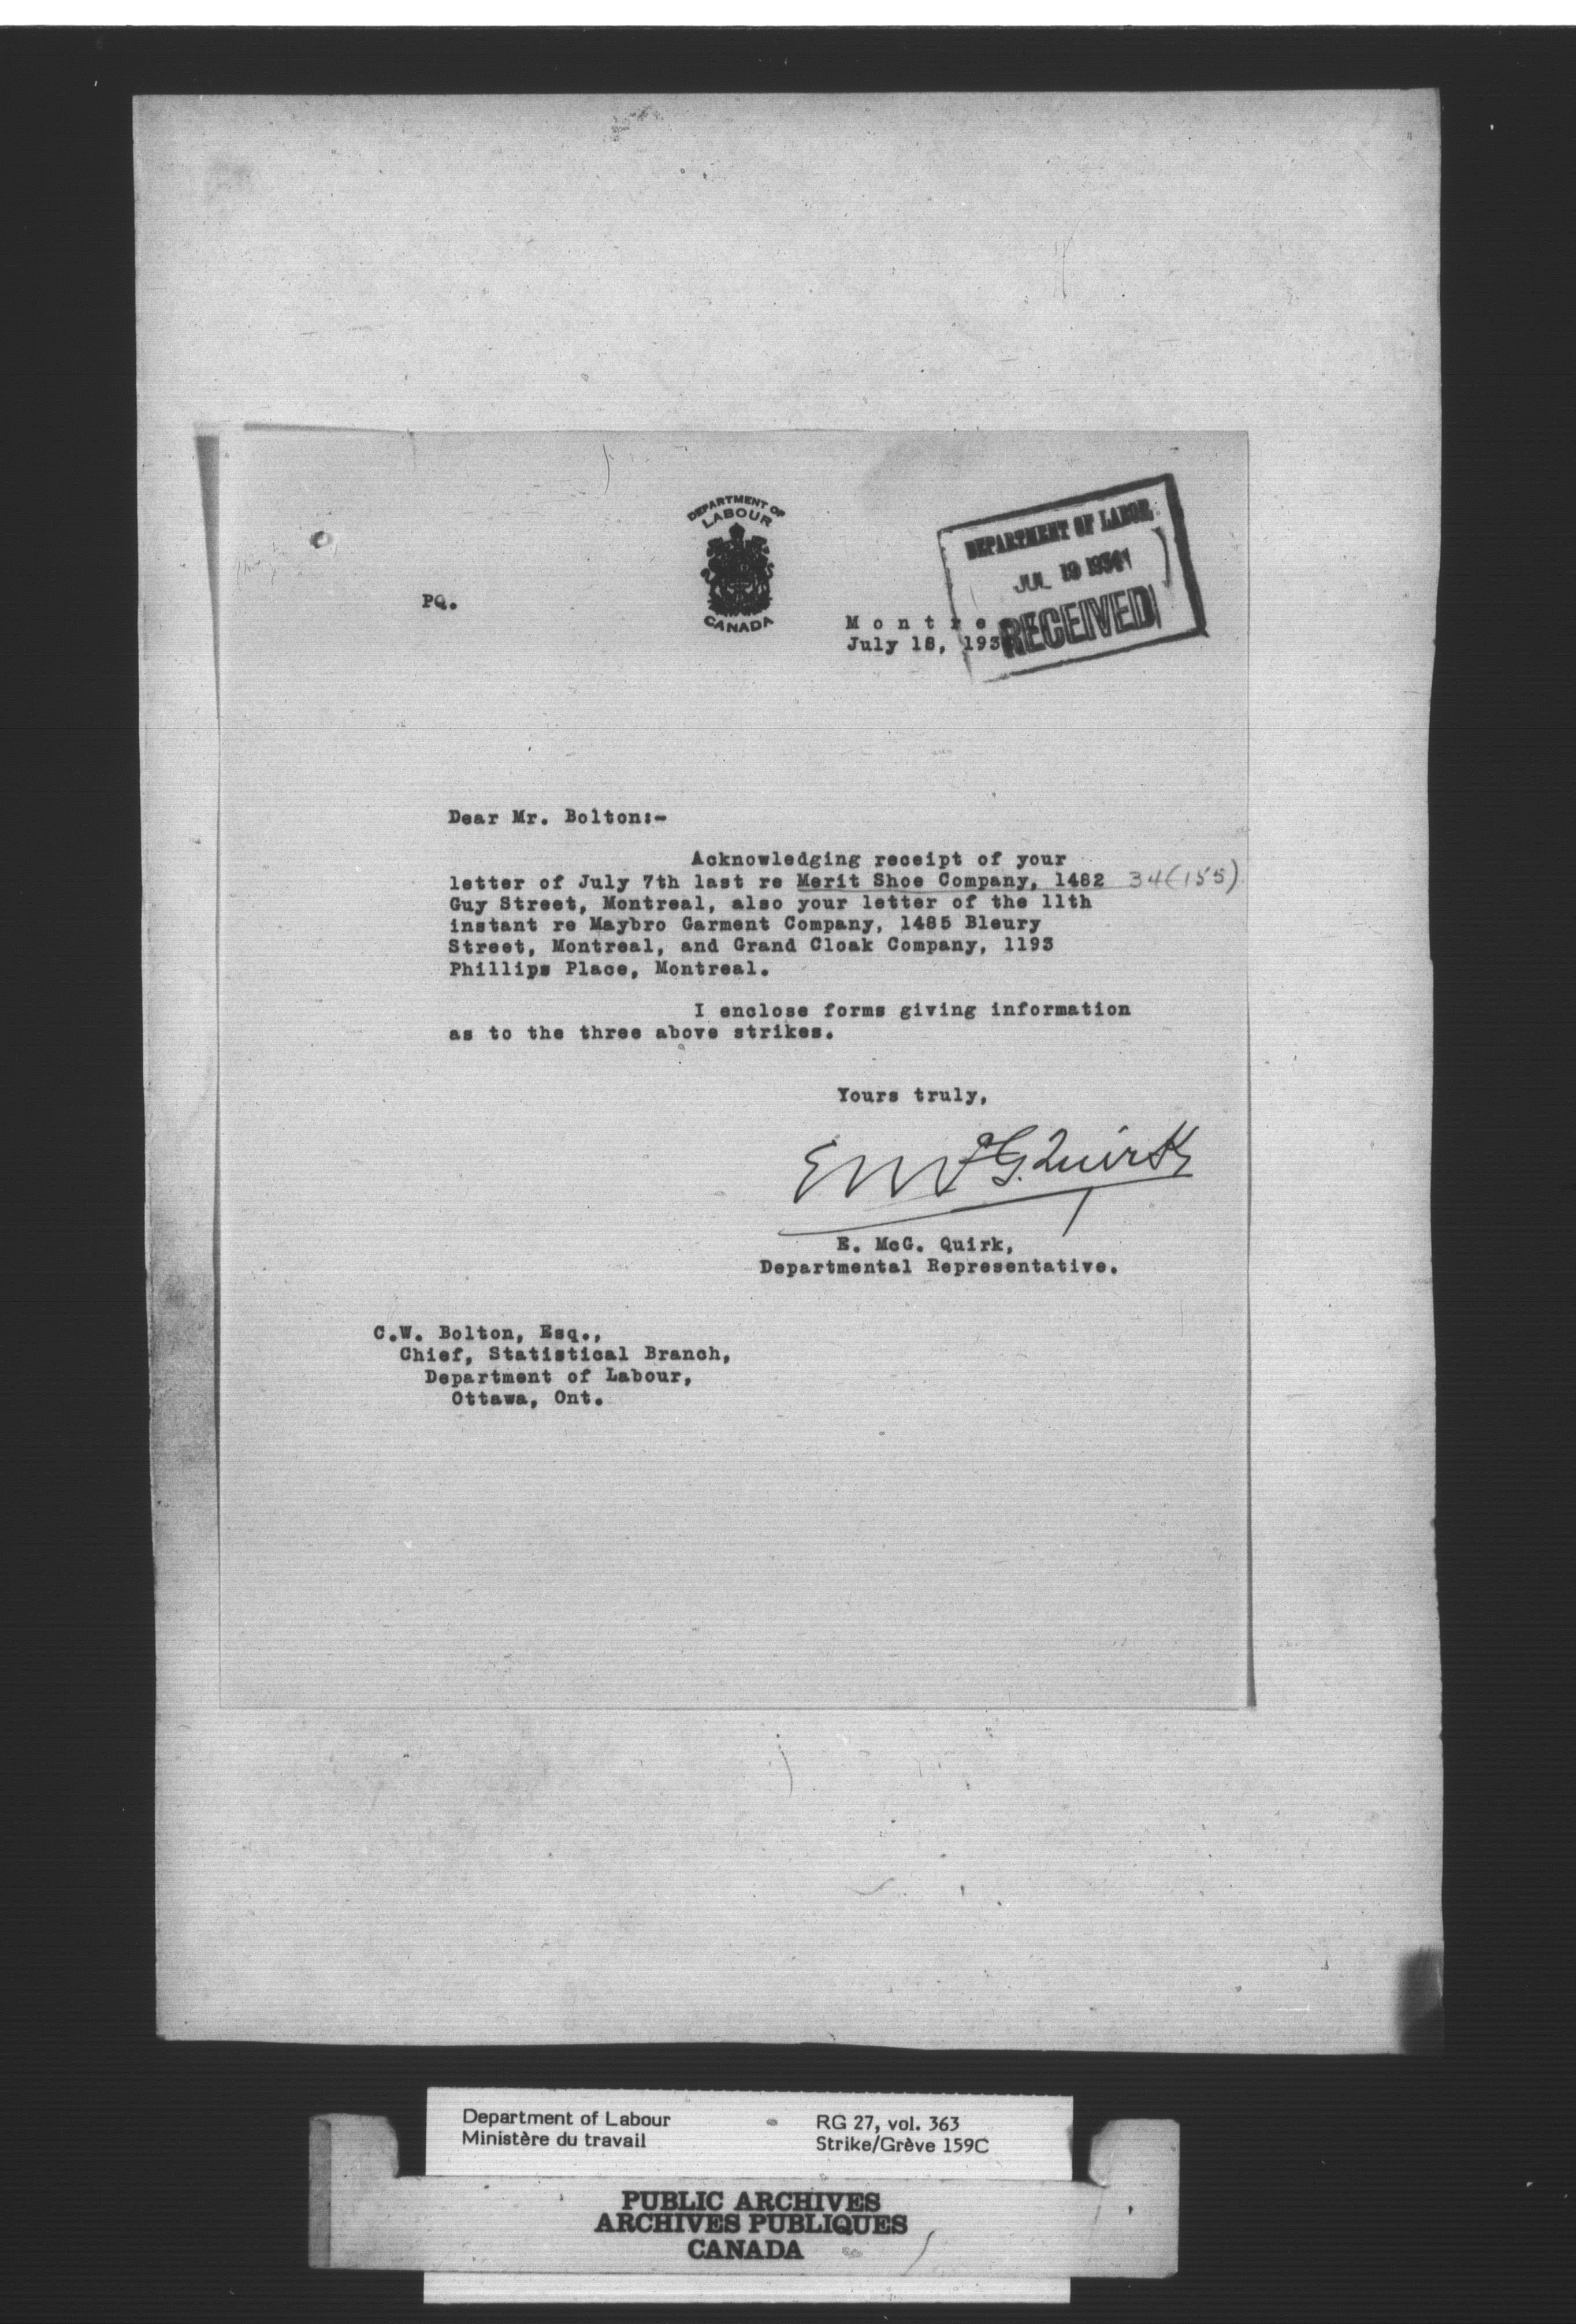 DEPARTMENT OF
LABOUR
CANADA
DEPARTMENT OF LABOR
JUL 19 1934
RECEIVED
PQ.
M o n t r e
July 18, 193
Dear Mr. Bolton:-
Acknowledging receipt of your
letter of July 7th last re Merit Shoe Company, 1482 34(155)
Guy Street, Montreal, also your letter of the 11th
instant re Maybro Garment Company, 1485 Bleury
Street, Montreal, and Grand Cloak Company, 1193
Phillips Place, Montreal.
I enclose forms giving information
as to the three above strikes.
Yours truly,
E McG. Quirk
E. McG. Quirk,
Departmental Representative.
C.W. Bolton, Esq.,
Chief, Statistical Branch,
Department of Labour,
Ottawa, Ont.
Department of Labour
Ministère du travail
RG 27, vol. 363
Strike/Grève 159C
PUBLIC ARCHIVES
ARCHIVES PUBLIQUES
CANADA